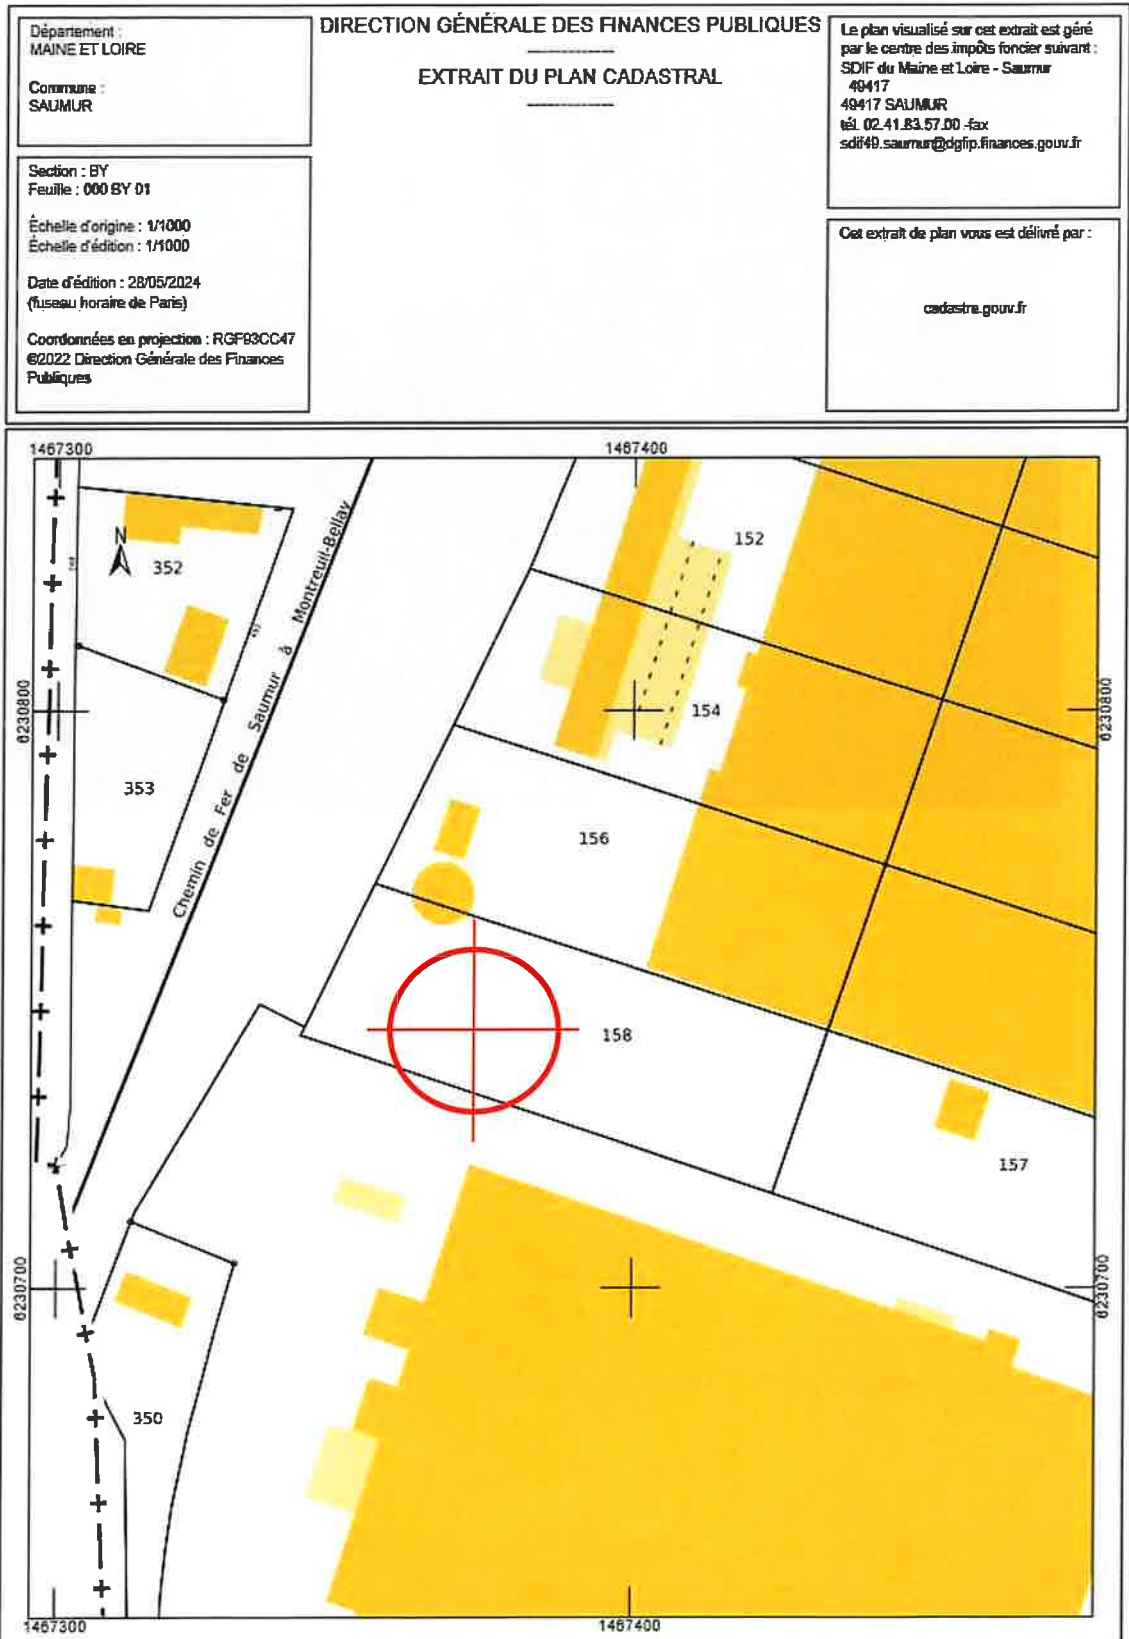 Département :
MAINE ET LOIRE
Commune :
SAUMUR
Section : BY
Feuille : 000 BY 01
Échelle d'origine : 1/1000
Échelle d'édition : 1/1000
Date d'édition : 28/05/2024
(fuseau horaire de Paris)
Coordonnées en projection : RGF93CC47
©2022 Direction Générale des Finances
Publiques
DIRECTION GÉNÉRALE DES FINANCES PUBLIQUES
EXTRAIT DU PLAN CADASTRAL
Le plan visualisé sur cet extrait est géré
par le centre des impôts foncier suivant :
SDIF du Maine et Loire - Saumur
49417
49417 SAUMUR
tél. 02.41.83.57.00 -fax
sdif49.saumur@dgfip.finances.gouv.fr
Cet extrait de plan vous est délivré par :
cadastre.gouv.fr
1467300
1467400
N
352
152
Chemin de Fer de Saumur à Montreuil-Bellay
6230800
154
6230800
353
156
158
157
6230700
6230700
350
1467300
1467400